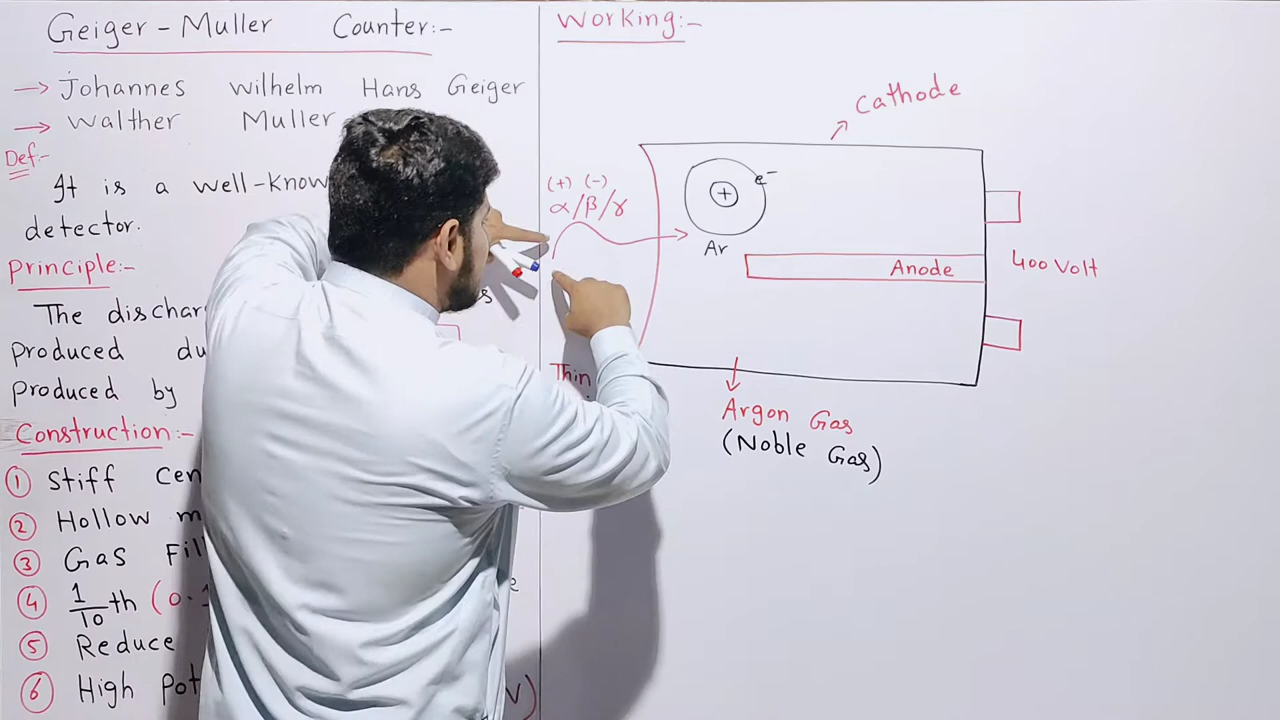 Geiger-Muller Counter:-
→ Johannes wilhelm Hans Geiger
→ Walther Muller
Def:-
It is a well-know
detector.
Principle:-
The dischar
produced du
produced by
Construction:-
① Stiff Cen
② Hollow m
③ Gas Fill
④ 1/10 th (0.1
⑤ Reduce
⑥ High Pot V)
Working:-
Cathode
(+) (-)
α/β/γ
+
e⁻
Ar
Anode
400 Volt
Thin
Argon Gas
(Noble Gas)